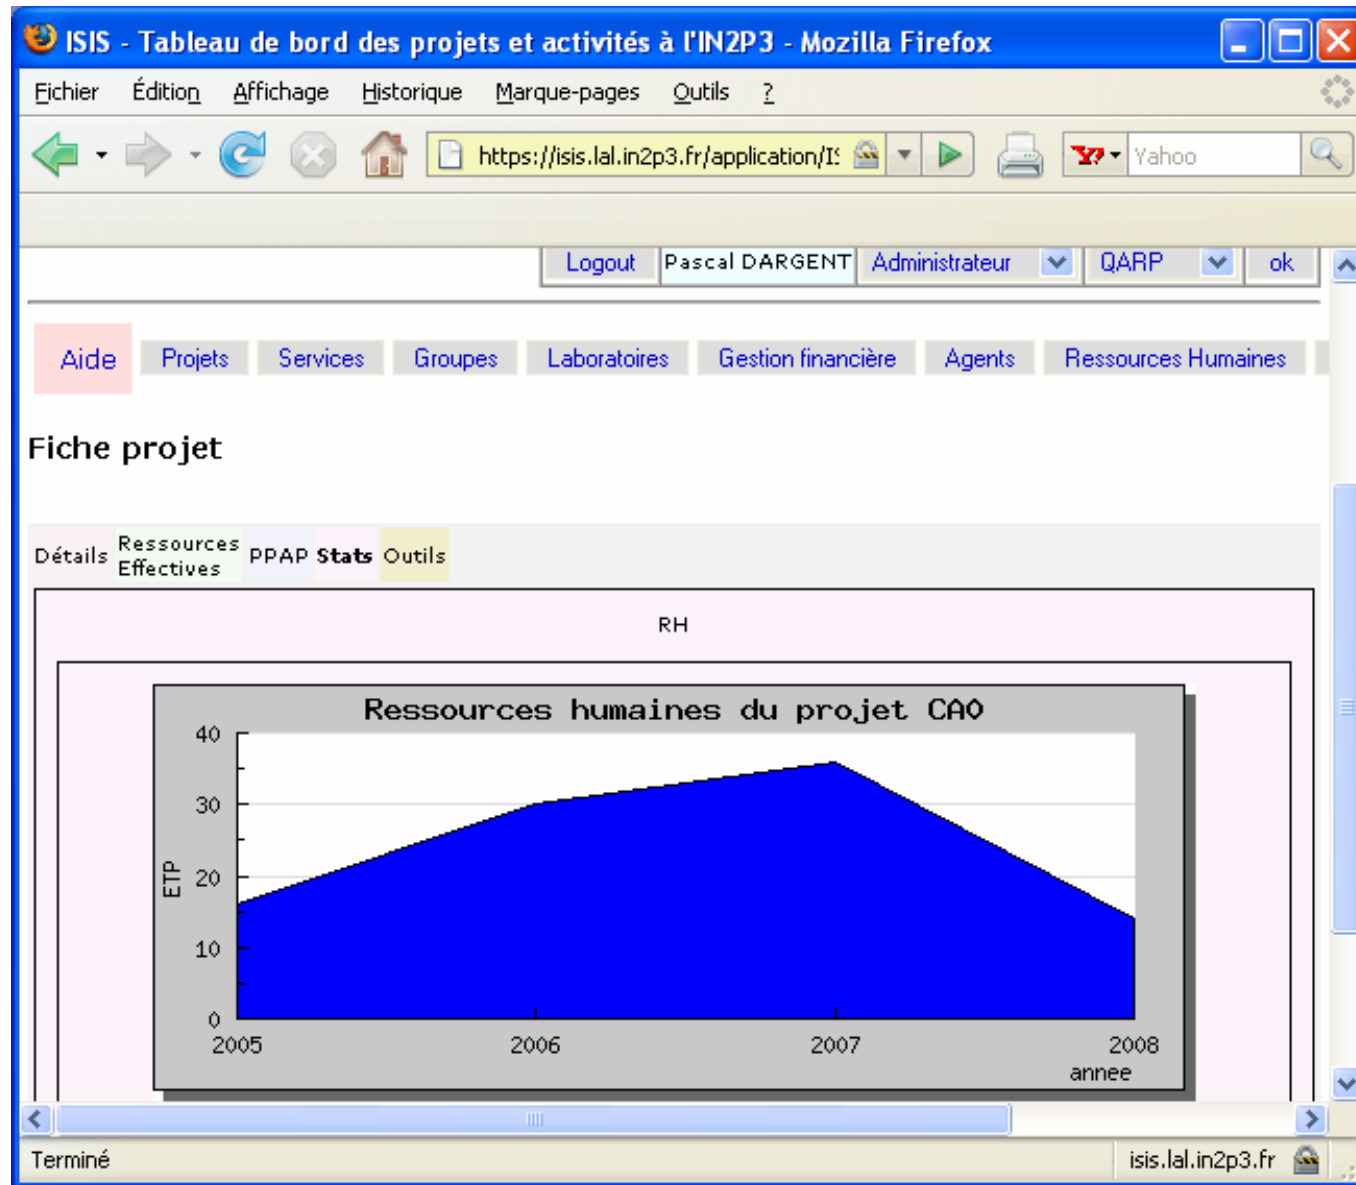 ISIS - Tableau de bord des projets et activités à l'IN2P3 - Mozilla Firefox
Fichier Édition Affichage Historique Marque-pages Outils ?
https://isis.lal.in2p3.fr/application/IS Yahoo
Logout Pascal DARGENT Administrateur QARP ok
Aide Projets Services Groupes Laboratoires Gestion financière Agents Ressources Humaines
Fiche projet
Détails Ressources Effectives PPAP Stats Outils
RH
Ressources humaines du projet CAO
40
30
20
10
0
ETP
2005 2006 2007 2008
annee
Terminé isis.lal.in2p3.fr